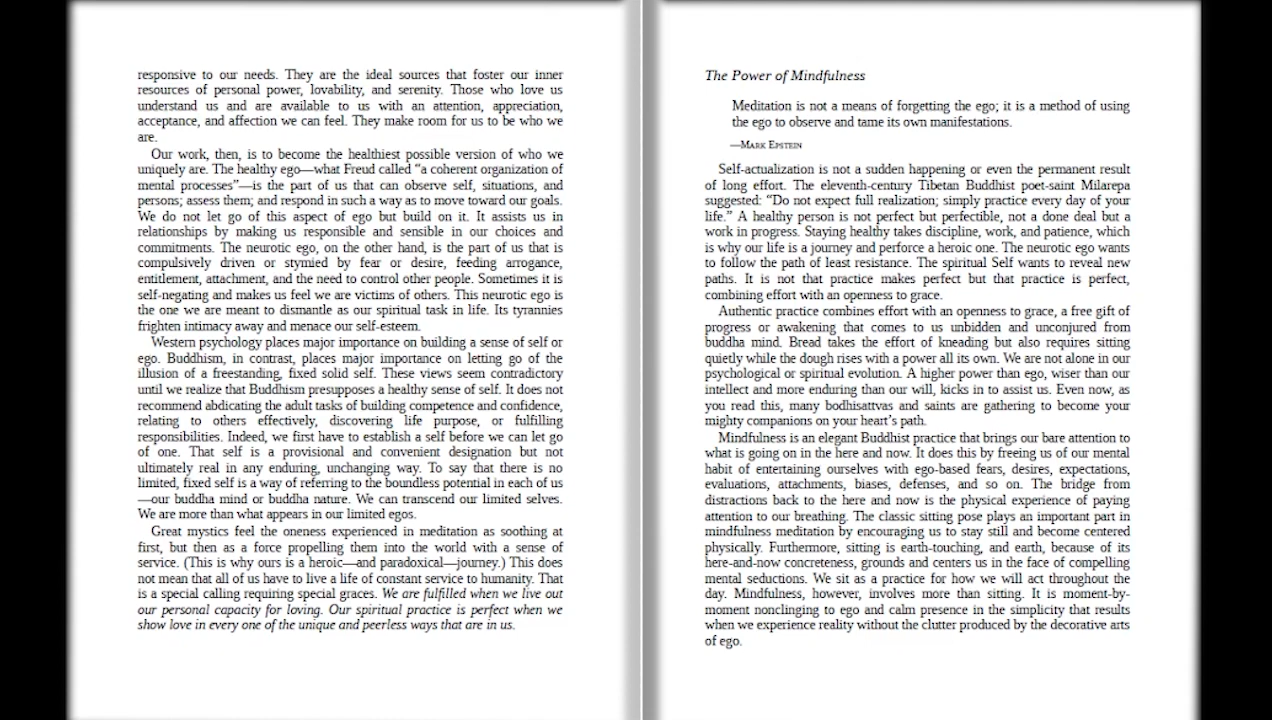 responsive to our needs. They are the ideal sources that foster our inner
resources of personal power, lovability, and serenity. Those who love us
understand us and are available to us with an attention, appreciation,
acceptance, and affection we can feel. They make room for us to be who we
are.
Our work, then, is to become the healthiest possible version of who we
uniquely are. The healthy ego—what Freud called “a coherent organization of
mental processes”—is the part of us that can observe self, situations, and
persons; assess them; and respond in such a way as to move toward our goals.
We do not let go of this aspect of ego but build on it. It assists us in
relationships by making us responsible and sensible in our choices and
commitments. The neurotic ego, on the other hand, is the part of us that is
compulsively driven or stymied by fear or desire, feeding arrogance,
entitlement, attachment, and the need to control other people. Sometimes it is
self-negating and makes us feel we are victims of others. This neurotic ego is
the one we are meant to dismantle as our spiritual task in life. Its tyrannies
frighten intimacy away and menace our self-esteem.
Western psychology places major importance on building a sense of self or
ego. Buddhism, in contrast, places major importance on letting go of the
illusion of a freestanding, fixed solid self. These views seem contradictory
until we realize that Buddhism presupposes a healthy sense of self. It does not
recommend abdicating the adult tasks of building competence and confidence,
relating to others effectively, discovering life purpose, or fulfilling
responsibilities. Indeed, we first have to establish a self before we can let go
of one. That self is a provisional and convenient designation but not
ultimately real in any enduring, unchanging way. To say that there is no
limited, fixed self is a way of referring to the boundless potential in each of us
—our buddha mind or buddha nature. We can transcend our limited selves.
We are more than what appears in our limited egos.
Great mystics feel the oneness experienced in meditation as soothing at
first, but then as a force propelling them into the world with a sense of
service. (This is why ours is a heroic—and paradoxical—journey.) This does
not mean that all of us have to live a life of constant service to humanity. That
is a special calling requiring special graces. We are fulfilled when we live out
our personal capacity for loving. Our spiritual practice is perfect when we
show love in every one of the unique and peerless ways that are in us.
The Power of Mindfulness
Meditation is not a means of forgetting the ego; it is a method of using
the ego to observe and tame its own manifestations.
—Mark Epstein
Self-actualization is not a sudden happening or even the permanent result
of long effort. The eleventh-century Tibetan Buddhist poet-saint Milarepa
suggested: “Do not expect full realization; simply practice every day of your
life.” A healthy person is not perfect but perfectible, not a done deal but a
work in progress. Staying healthy takes discipline, work, and patience, which
is why our life is a journey and perforce a heroic one. The neurotic ego wants
to follow the path of least resistance. The spiritual Self wants to reveal new
paths. It is not that practice makes perfect but that practice is perfect,
combining effort with an openness to grace.
Authentic practice combines effort with an openness to grace, a free gift of
progress or awakening that comes to us unbidden and unconjured from
buddha mind. Bread takes the effort of kneading but also requires sitting
quietly while the dough rises with a power all its own. We are not alone in our
psychological or spiritual evolution. A higher power than ego, wiser than our
intellect and more enduring than our will, kicks in to assist us. Even now, as
you read this, many bodhisattvas and saints are gathering to become your
mighty companions on your heart’s path.
Mindfulness is an elegant Buddhist practice that brings our bare attention to
what is going on in the here and now. It does this by freeing us of our mental
habit of entertaining ourselves with ego-based fears, desires, expectations,
evaluations, attachments, biases, defenses, and so on. The bridge from
distractions back to the here and now is the physical experience of paying
attention to our breathing. The classic sitting pose plays an important part in
mindfulness meditation by encouraging us to stay still and become centered
physically. Furthermore, sitting is earth-touching, and earth, because of its
here-and-now concreteness, grounds and centers us in the face of compelling
mental seductions. We sit as a practice for how we will act throughout the
day. Mindfulness, however, involves more than sitting. It is moment-by-
moment nonclinging to ego and calm presence in the simplicity that results
when we experience reality without the clutter produced by the decorative arts
of ego.